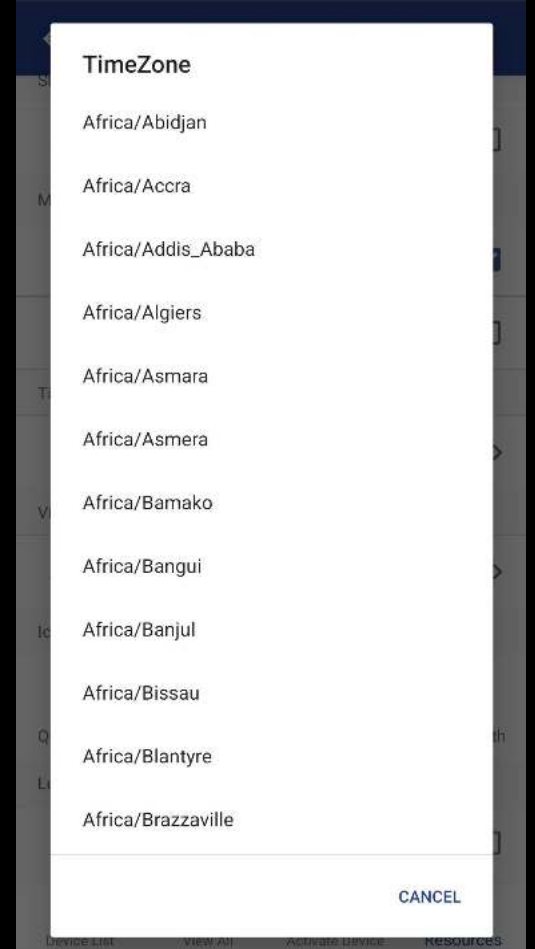 TimeZone
Africa/Abidjan
Africa/Accra
Africa/Addis_Ababa
Africa/Algiers
Africa/Asmara
Africa/Asmera
Africa/Bamako
Africa/Bangui
Africa/Banjul
Africa/Bissau
Africa/Blantyre
Africa/Brazzaville
CANCEL
Device List View All Activate Device Resources